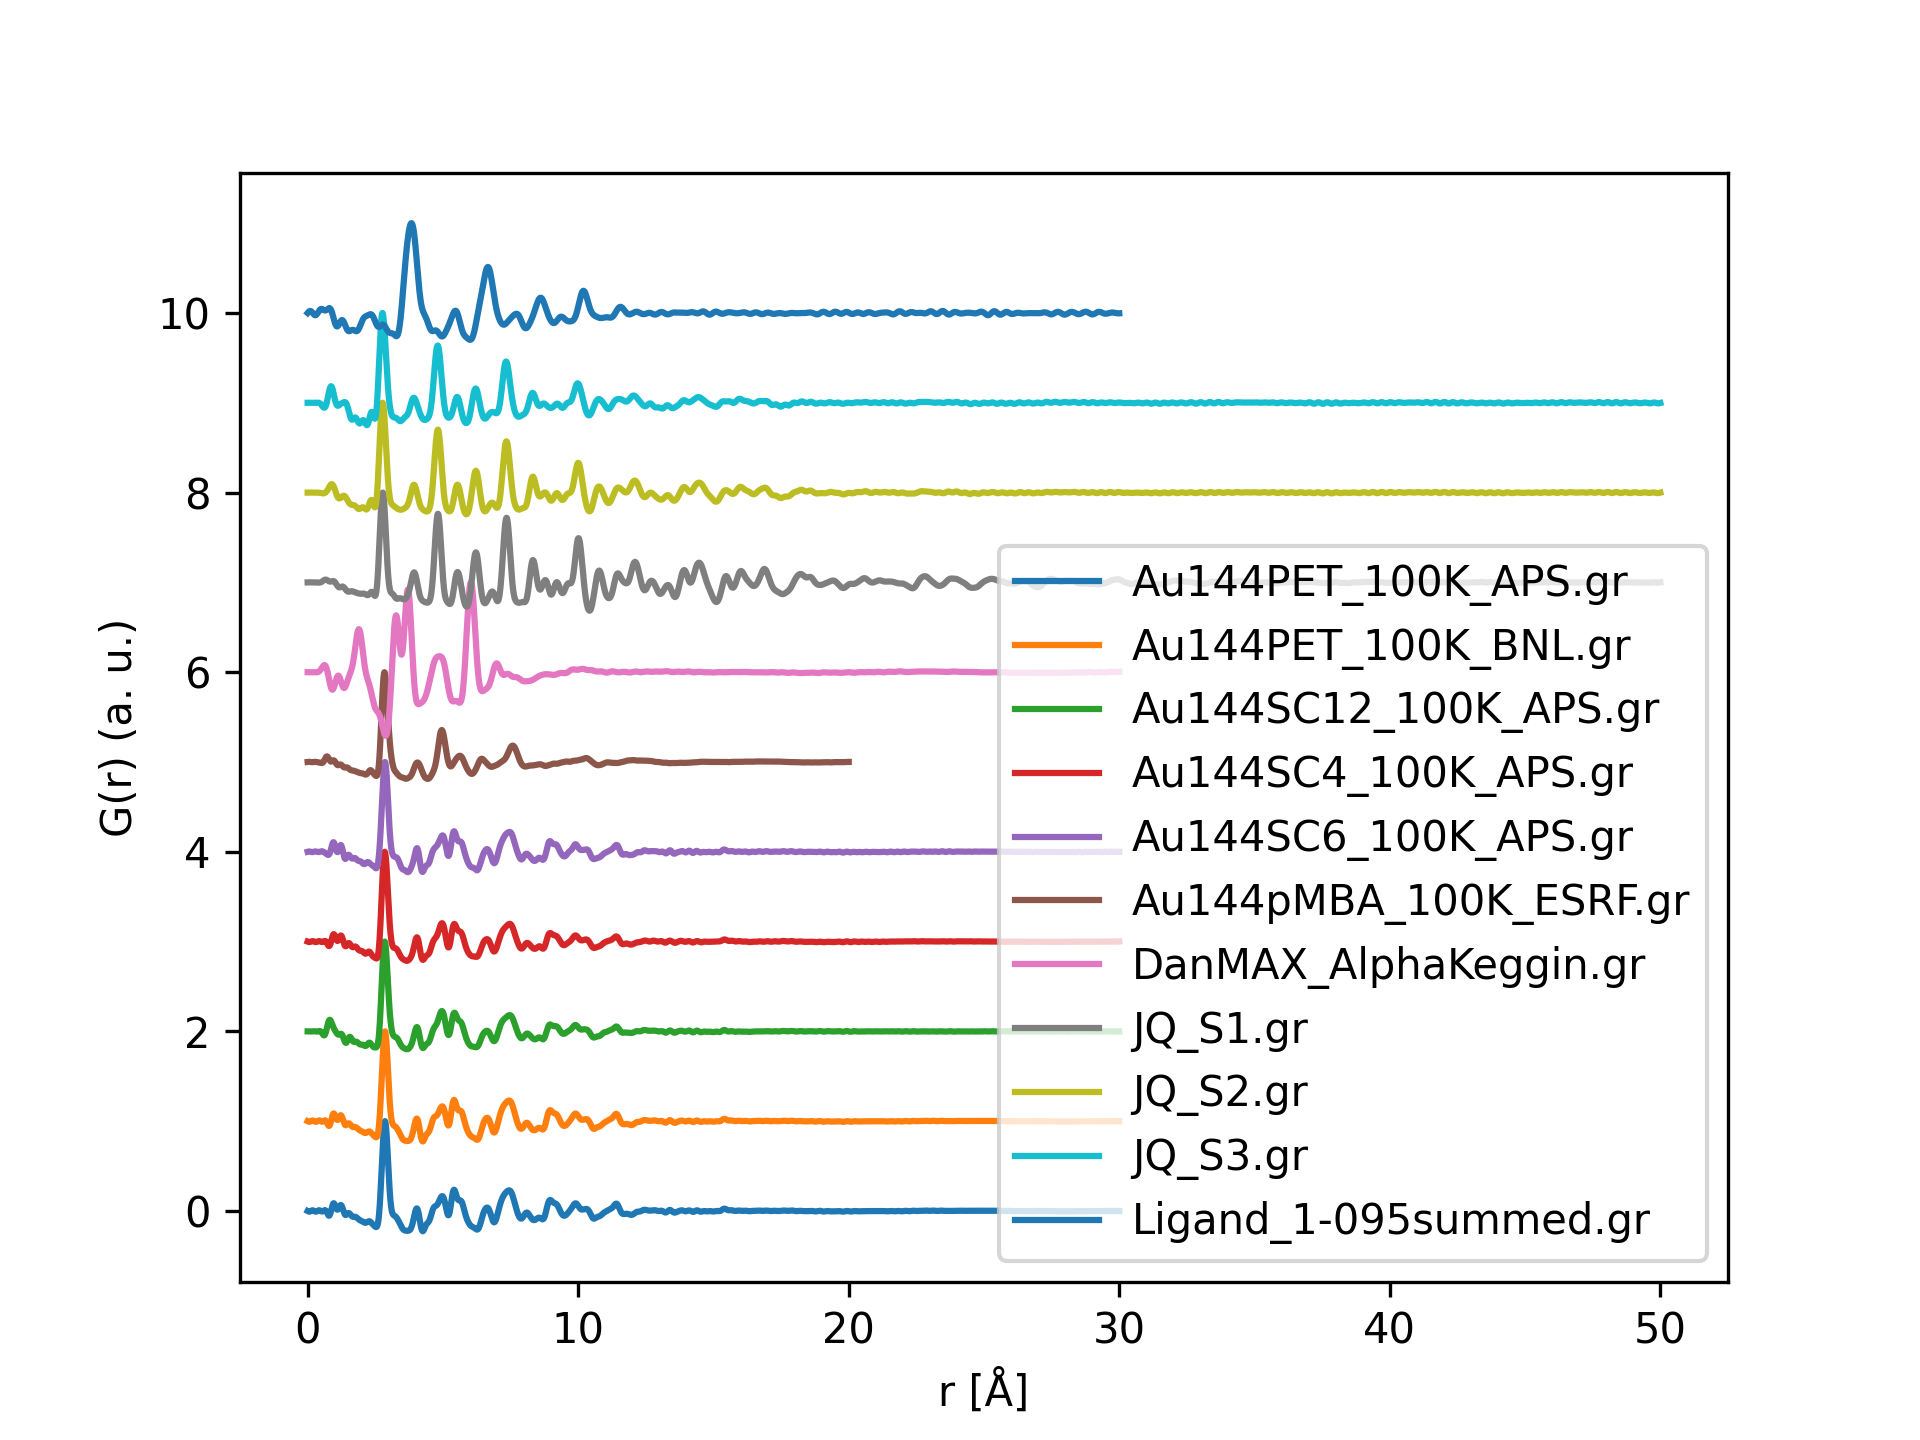 10
8
6
4
2
0
G(r) (a. u.)
Au144PET_100K_APS.gr
Au144PET_100K_BNL.gr
Au144SC12_100K_APS.gr
Au144SC4_100K_APS.gr
Au144SC6_100K_APS.gr
Au144pMBA_100K_ESRF.gr
DanMAX_AlphaKeggin.gr
JQ_S1.gr
JQ_S2.gr
JQ_S3.gr
Ligand_1-095summed.gr
0 10 20 30 40 50
r [Å]